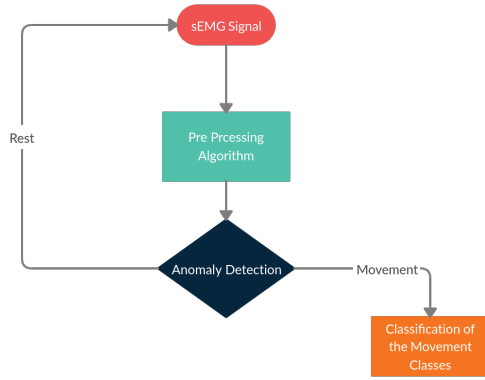 sEMG Signal
Rest
Pre Prcessing
Algorithm
Anomaly Detection
Movement
Classification of
the Movement
Classes